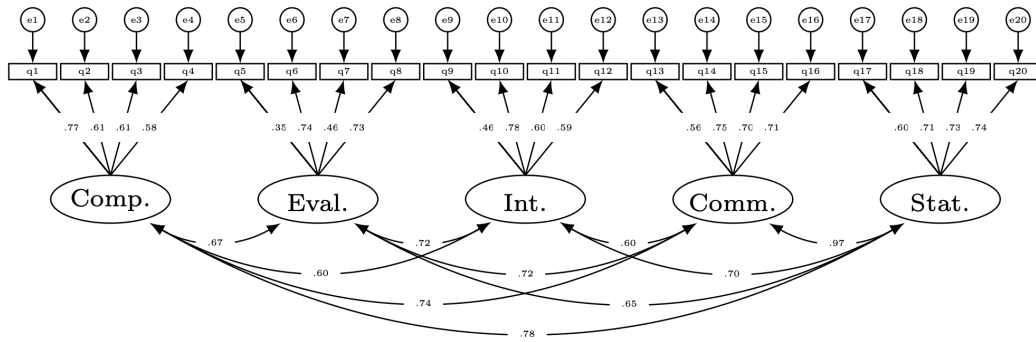 e1 e2 e3 e4 e5 e6 e7 e8 e9 e10 e11 e12 e13 e14 e15 e16 e17 e18 e19 e20
q1 q2 q3 q4 q5 q6 q7 q8 q9 q10 q11 q12 q13 q14 q15 q16 q17 q18 q19 q20
.77 .61 .61 .58 .35 .74 .46 .73 .46 .78 .60 .59 .56 .75 .70 .71 .60 .71 .73 .74
Comp. Eval. Int. Comm. Stat.
.67 .72 .60 .97
.60 .72 .70
.74 .65
.78